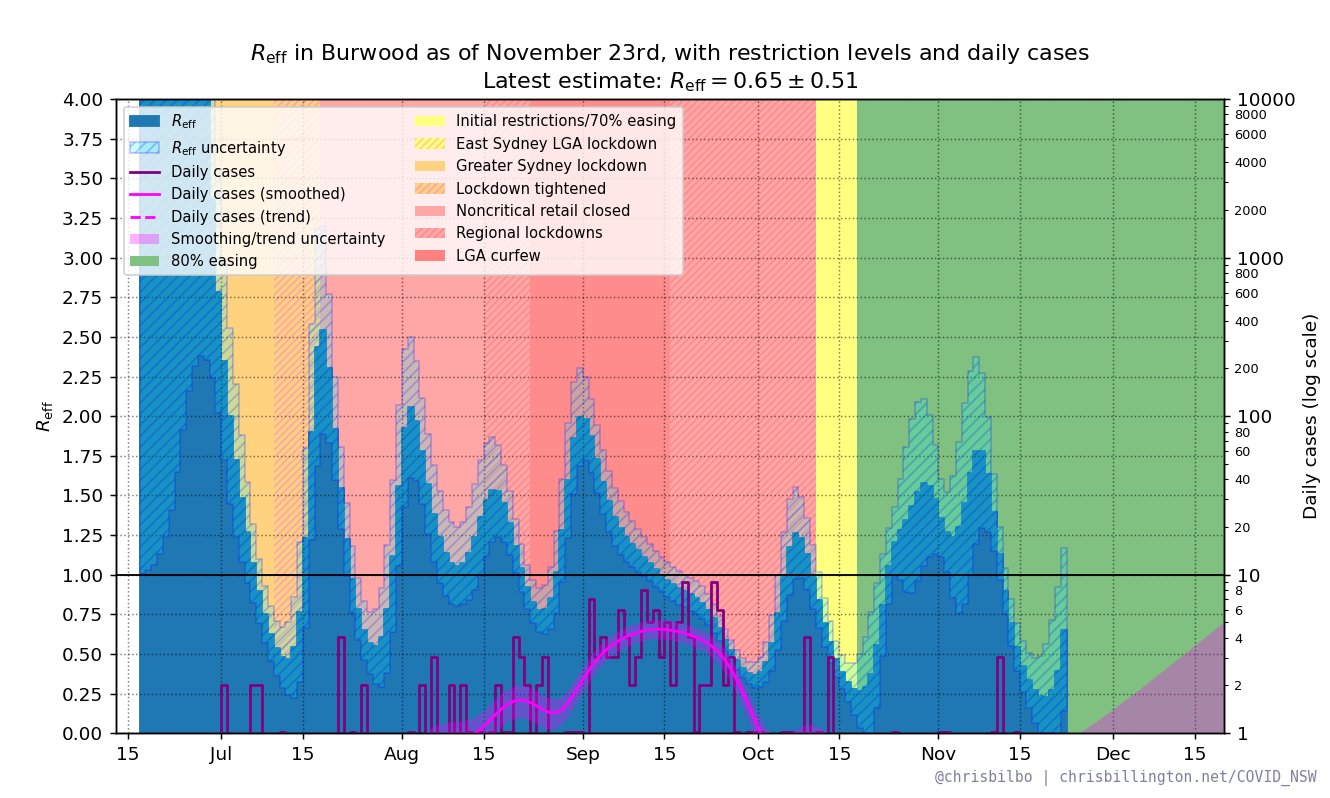 R_eff in Burwood as of November 23rd, with restriction levels and daily cases
Latest estimate: R_eff = 0.65 ± 0.51
4.00
3.75
3.50
3.25
3.00
2.75
2.50
2.25
2.00
1.75
1.50
1.25
1.00
0.75
0.50
0.25
0.00
R_eff
R_eff
R_eff uncertainty
Daily cases
Daily cases (smoothed)
Daily cases (trend)
Smoothing/trend uncertainty
80% easing
Initial restrictions/70% easing
East Sydney LGA lockdown
Greater Sydney lockdown
Lockdown tightened
Noncritical retail closed
Regional lockdowns
LGA curfew
10000
8000
6000
4000
2000
1000
800
600
400
200
100
80
60
40
20
10
8
6
4
2
1
Daily cases (log scale)
15 Jul 15 Aug 15 Sep 15 Oct 15 Nov 15 Dec 15
@chrisbilbo | chrisbillington.net/COVID_NSW